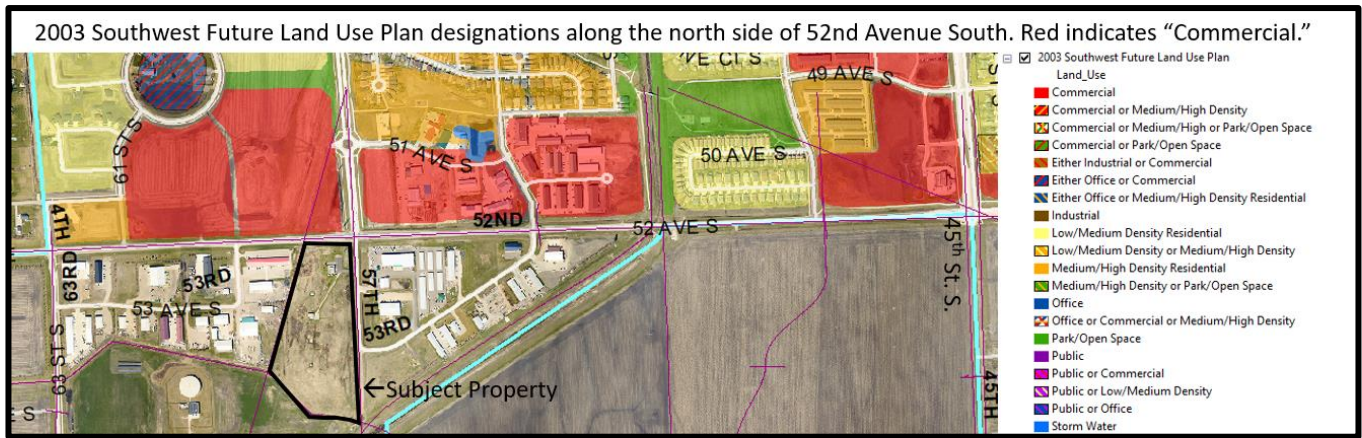 2003 Southwest Future Land Use Plan designations along the north side of 52nd Avenue South. Red indicates “Commercial.”
61 ST S
51 AVE S
VE CT S
49 AVE S
50 AVE S
4TH
52ND
52 AVE S
45th St. S.
63RD
53RD
53 AVE S
57TH
53RD
63 ST S
←Subject Property
E S
45TH
2003 Southwest Future Land Use Plan
Land_Use
Commercial
Commercial or Medium/High Density
Commercial or Medium/High or Park/Open Space
Commercial or Park/Open Space
Either Industrial or Commercial
Either Office or Commercial
Either Office or Medium/High Density Residential
Industrial
Low/Medium Density Residential
Low/Medium Density or Medium/High Density
Medium/High Density Residential
Medium/High Density or Park/Open Space
Office
Office or Commercial or Medium/High Density
Park/Open Space
Public
Public or Commercial
Public or Low/Medium Density
Public or Office
Storm Water